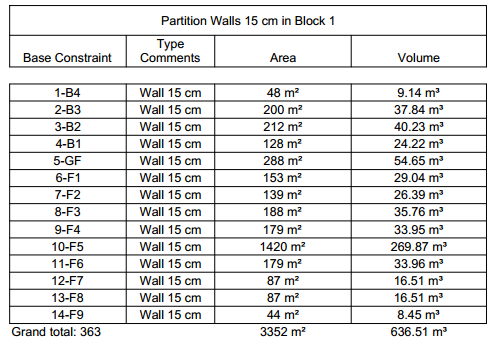 Partition Walls 15 cm in Block 1
Base Constraint Type Comments Area Volume
1-B4 Wall 15 cm 48 m² 9.14 m³
2-B3 Wall 15 cm 200 m² 37.84 m³
3-B2 Wall 15 cm 212 m² 40.23 m³
4-B1 Wall 15 cm 128 m² 24.22 m³
5-GF Wall 15 cm 288 m² 54.65 m³
6-F1 Wall 15 cm 153 m² 29.04 m³
7-F2 Wall 15 cm 139 m² 26.39 m³
8-F3 Wall 15 cm 188 m² 35.76 m³
9-F4 Wall 15 cm 179 m² 33.95 m³
10-F5 Wall 15 cm 1420 m² 269.87 m³
11-F6 Wall 15 cm 179 m² 33.96 m³
12-F7 Wall 15 cm 87 m² 16.51 m³
13-F8 Wall 15 cm 87 m² 16.51 m³
14-F9 Wall 15 cm 44 m² 8.45 m³
Grand total: 363 3352 m² 636.51 m³